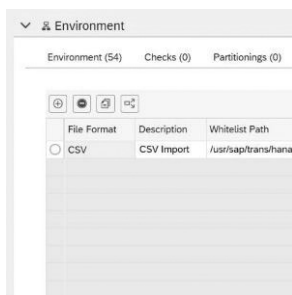 Environment
Environment (54) Checks (0) Partitionings (0)
File Format Description Whitelist Path
CSV CSV Import /usr/sap/trans/hana